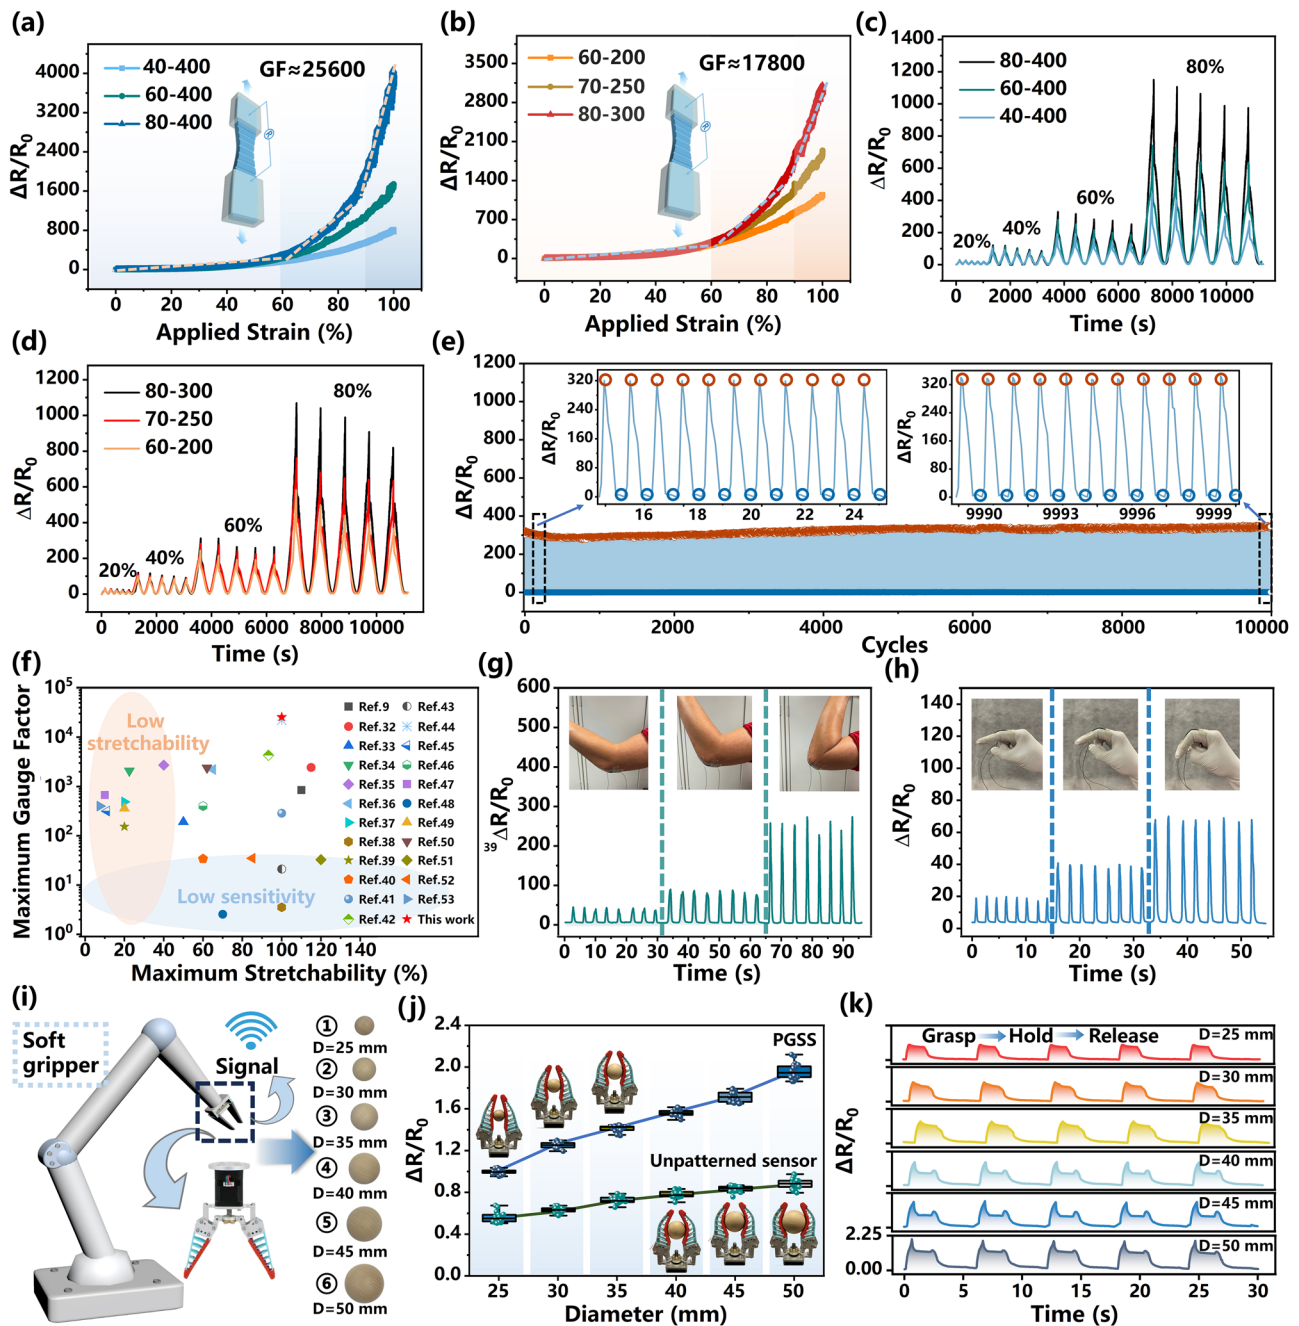 (a)
4000
3200
2400
1600
800
0
ΔR/R0
40-400
60-400
80-400
GF≈25600
R
0 20 40 60 80 100
Applied Strain (%)
(b)
3500
2800
2100
1400
700
0
ΔR/R0
60-200
70-250
80-300
GF≈17800
R
0 20 40 60 80 100
Applied Strain (%)
(c)
1400
1200
1000
800
600
400
200
0
ΔR/R0
80-400
60-400
40-400
20%
40%
60%
80%
0 2000 4000 6000 8000 10000
Time (s)
(d)
1200
1000
800
600
400
200
0
ΔR/R0
80-300
70-250
60-200
20%
40%
60%
80%
0 2000 4000 6000 8000 10000
Time (s)
(e)
1200
1000
800
600
400
200
0
ΔR/R0
320
240
160
80
0
ΔR/R0
16 18 20 22 24
320
240
160
80
0
ΔR/R0
9990 9993 9996 9999
0 2000 4000 6000 8000 10000
Cycles
(f)
10⁵
10⁴
10³
10²
10¹
10⁰
Maximum Gauge Factor
Low
stretchability
Low sensitivity
Ref.9 Ref.43
Ref.32 Ref.44
Ref.33 Ref.45
Ref.34 Ref.46
Ref.35 Ref.47
Ref.36 Ref.48
Ref.37 Ref.49
Ref.38 Ref.50
Ref.39 Ref.51
Ref.40 Ref.52
Ref.41 Ref.53
Ref.42 This work
0 20 40 60 80 100 120 140
Maximum Stretchability (%)
(g)
600
500
400
300
200
100
0
39
ΔR/R0
0 10 20 30 40 50 60 70 80 90
Time (s)
(h)
140
120
100
80
60
40
20
0
ΔR/R0
0 10 20 30 40 50
Time (s)
(i)
Soft
gripper
Signal
①
D=25 mm
②
D=30 mm
③
D=35 mm
④
D=40 mm
⑤
D=45 mm
⑥
D=50 mm
(j)
2.4
2.0
1.6
1.2
0.8
0.4
0.0
ΔR/R0
PGSS
Unpatterned sensor
25 30 35 40 45 50
Diameter (mm)
(k)
Grasp Hold Release
D=25 mm
D=30 mm
D=35 mm
D=40 mm
D=45 mm
D=50 mm
2.25
0.00
ΔR/R0
0 5 10 15 20 25 30
Time (s)